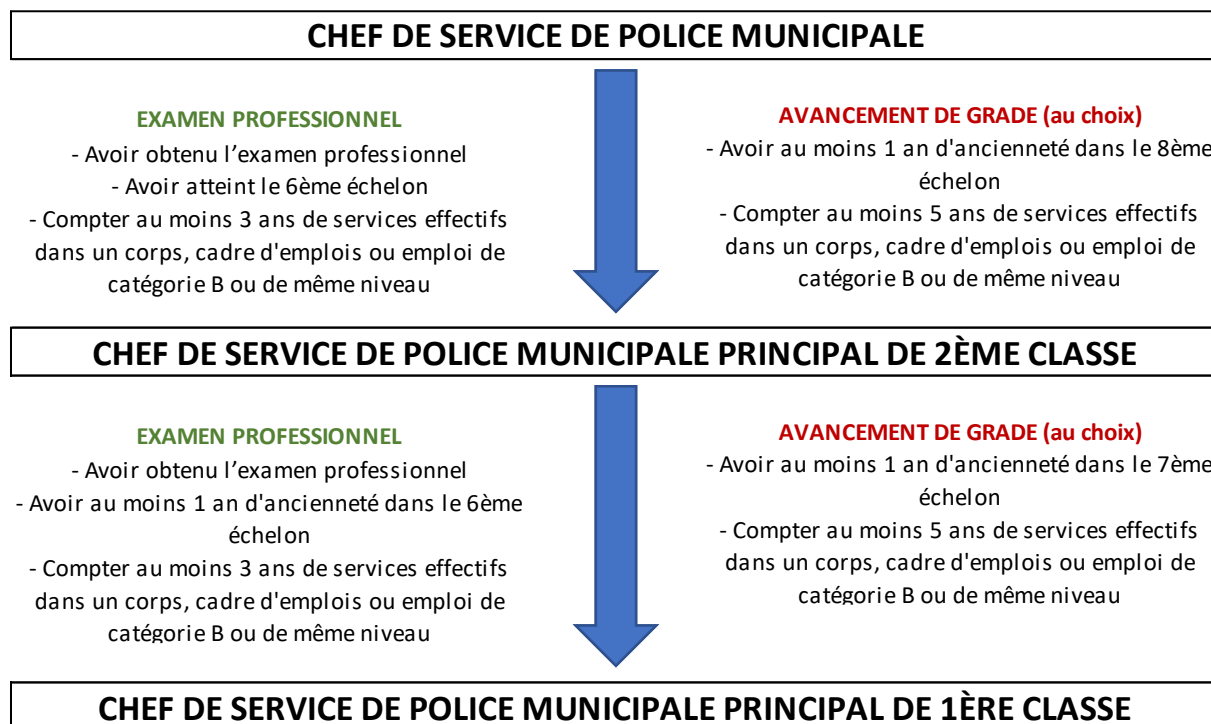 CHEF DE SERVICE DE POLICE MUNICIPALE
EXAMEN PROFESSIONNEL
- Avoir obtenu l’examen professionnel
- Avoir atteint le 6ème échelon
- Compter au moins 3 ans de services effectifs
dans un corps, cadre d'emplois ou emploi de
catégorie B ou de même niveau
AVANCEMENT DE GRADE (au choix)
- Avoir au moins 1 an d'ancienneté dans le 8ème
échelon
- Compter au moins 5 ans de services effectifs
dans un corps, cadre d'emplois ou emploi de
catégorie B ou de même niveau
CHEF DE SERVICE DE POLICE MUNICIPALE PRINCIPAL DE 2ÈME CLASSE
EXAMEN PROFESSIONNEL
- Avoir obtenu l’examen professionnel
- Avoir au moins 1 an d'ancienneté dans le 6ème
échelon
- Compter au moins 3 ans de services effectifs
dans un corps, cadre d'emplois ou emploi de
catégorie B ou de même niveau
AVANCEMENT DE GRADE (au choix)
- Avoir au moins 1 an d'ancienneté dans le 7ème
échelon
- Compter au moins 5 ans de services effectifs
dans un corps, cadre d'emplois ou emploi de
catégorie B ou de même niveau
CHEF DE SERVICE DE POLICE MUNICIPALE PRINCIPAL DE 1ÈRE CLASSE